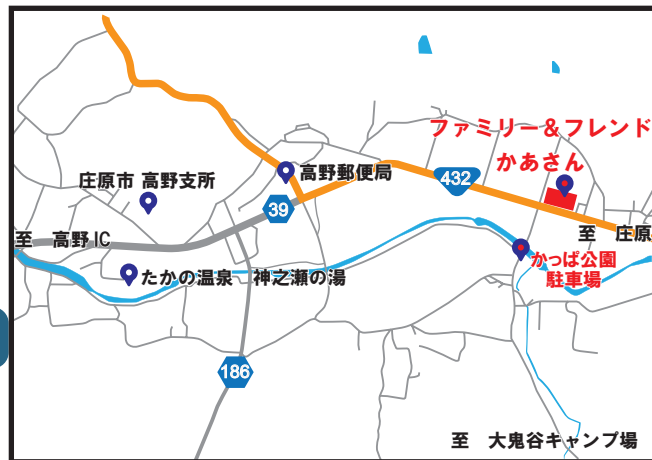 ファミリー＆フレンド
かあさん
432
高野郵便局
庄原市 高野支所
39
至　高野IC
至　庄原
かっぱ公園
駐車場
たかの温泉　神之瀬の湯
186
至　大鬼谷キャンプ場